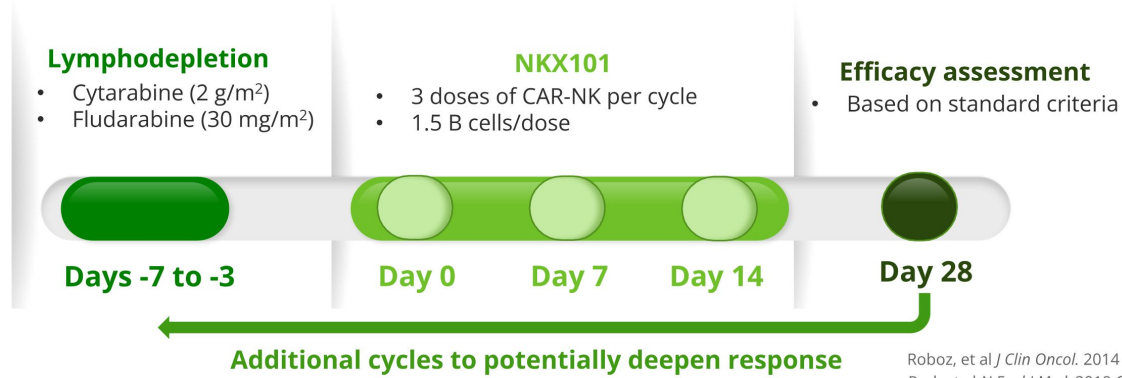 Lymphodepletion
• Cytarabine (2 g/m²)
• Fludarabine (30 mg/m²)
NKX101
• 3 doses of CAR-NK per cycle
• 1.5 B cells/dose
Efficacy assessment
• Based on standard criteria
Days -7 to -3
Day 0
Day 7
Day 14
Day 28
Additional cycles to potentially deepen response
Roboz, et al J Clin Oncol. 2014